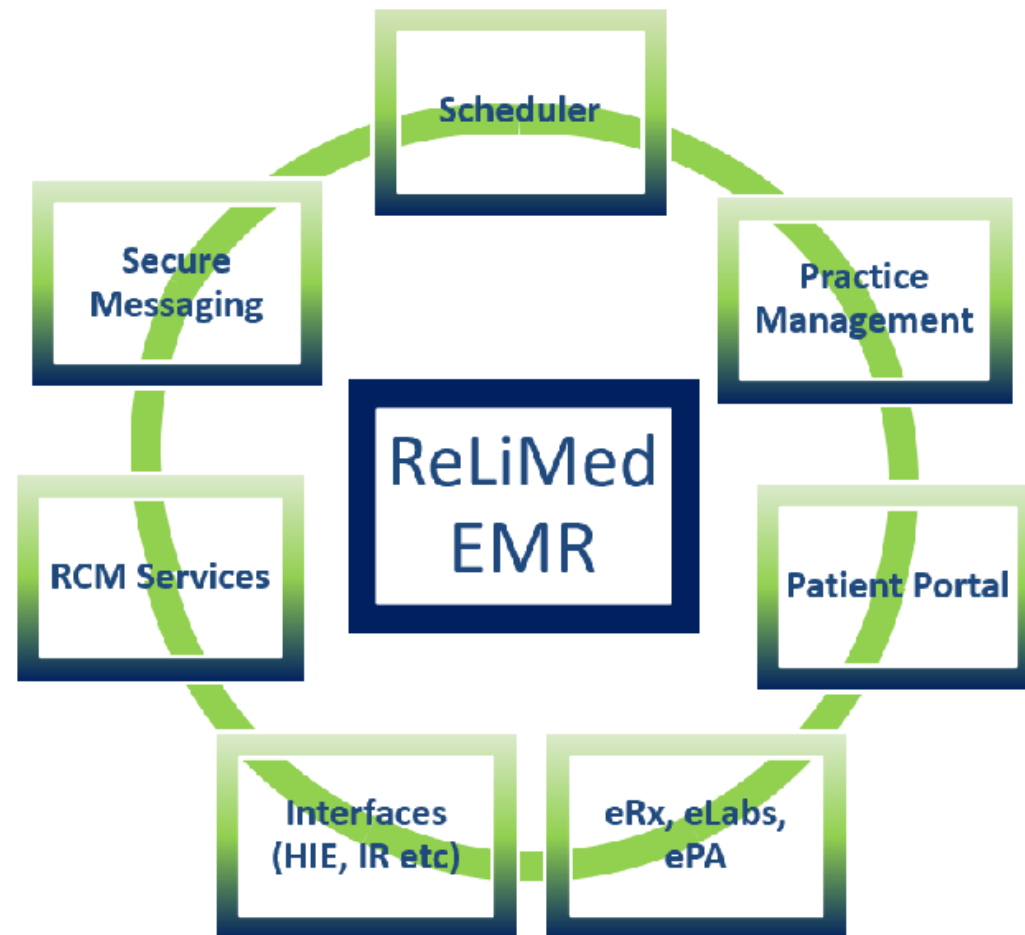 Scheduler
Secure
Messaging
Practice
Management
ReLiMed
EMR
RCM Services
Patient Portal
Interfaces
(HIE, IR etc)
eRx, eLabs,
ePA